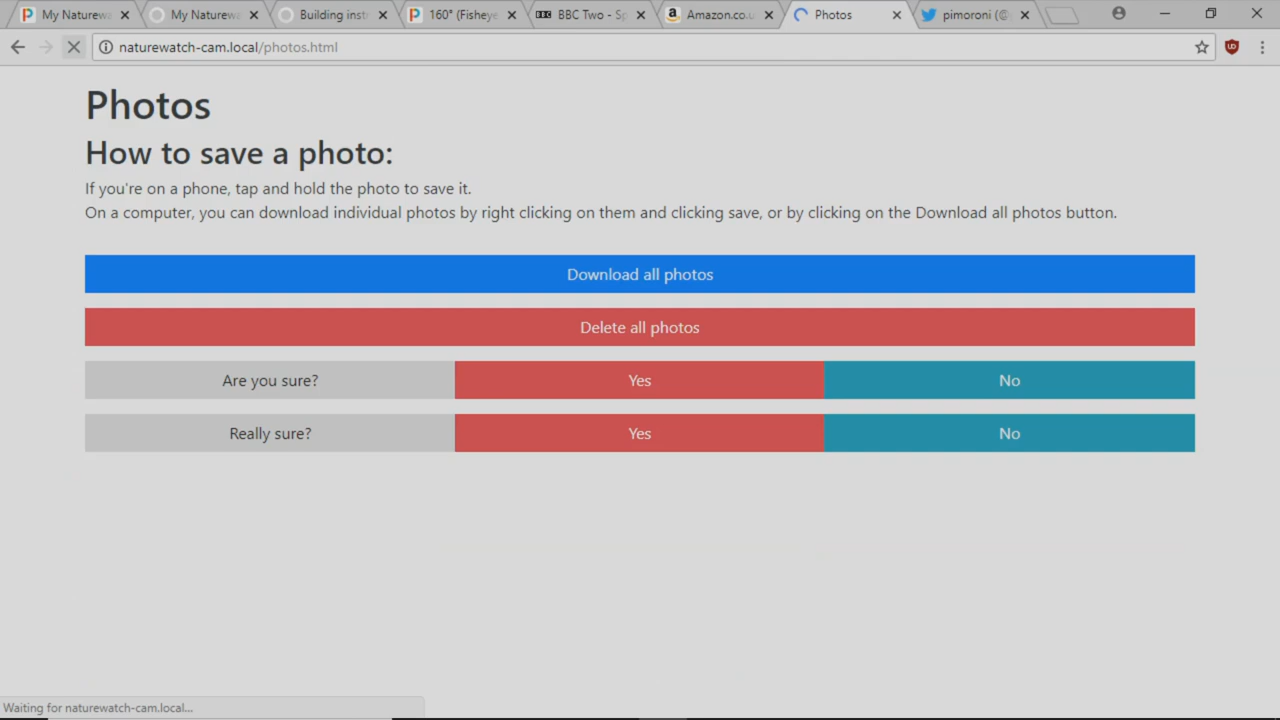 My Naturew
My Naturew
Building inst
160° (Fisheye
BBC Two - Sp
Amazon.co.u
Photos
pimoroni (@
naturewatch-cam.local/photos.html
Photos
How to save a photo:
If you're on a phone, tap and hold the photo to save it.
On a computer, you can download individual photos by right clicking on them and clicking save, or by clicking on the Download all photos button.
Download all photos
Delete all photos
Are you sure? Yes No
Really sure? Yes No
Waiting for naturewatch-cam.local...